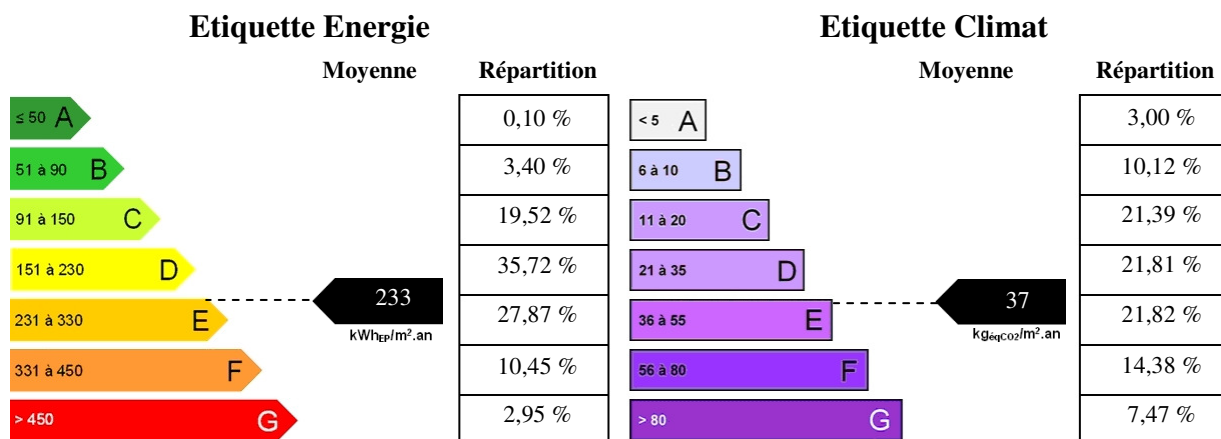 Etiquette Energie
Moyenne Répartition
≤ 50 A 0,10 %
51 à 90 B 3,40 %
91 à 150 C 19,52 %
151 à 230 D 35,72 %
233
kWhEP/m².an
231 à 330 E 27,87 %
331 à 450 F 10,45 %
> 450 G 2,95 %
Etiquette Climat
Moyenne Répartition
< 5 A 3,00 %
6 à 10 B 10,12 %
11 à 20 C 21,39 %
21 à 35 D 21,81 %
37
kgéqCO2/m².an
36 à 55 E 21,82 %
56 à 80 F 14,38 %
> 80 G 7,47 %